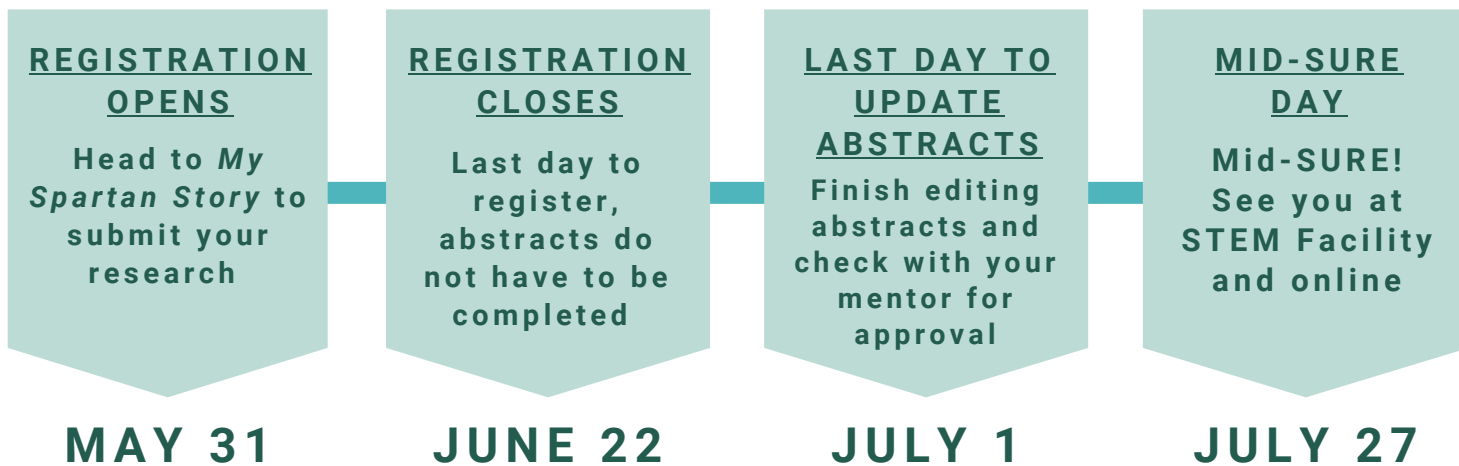 REGISTRATION
OPENS
Head to My
Spartan Story to
submit your
research
MAY 31
REGISTRATION
CLOSES
Last day to
register,
abstracts do
not have to be
completed
JUNE 22
LAST DAY TO
UPDATE
ABSTRACTS
Finish editing
abstracts and
check with your
mentor for
approval
JULY 1
MID-SURE
DAY
Mid-SURE!
See you at
STEM Facility
and online
JULY 27